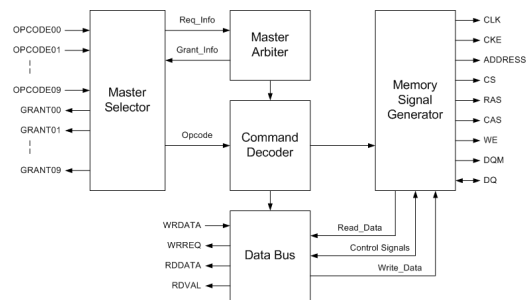 OPCODE00
OPCODE01
OPCODE09
GRANT00
GRANT01
GRANT09
Master
Selector
Req_Info
Grant_Info
Opcode
Master
Arbiter
Command
Decoder
Memory
Signal
Generator
CLK
CKE
ADDRESS
CS
RAS
CAS
WE
DQM
DQ
WRDATA
WRREQ
RDDATA
RDVAL
Data Bus
Read_Data
Control Signals
Write_Data